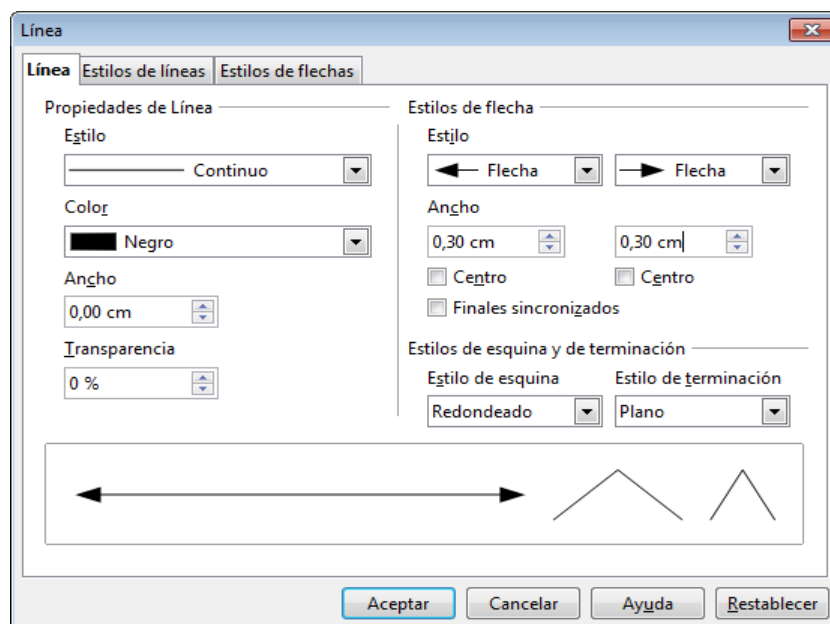 Línea
Línea Estilos de líneas Estilos de flechas
Propiedades de Línea
Estilo
Continuo
Color
Negro
Ancho
0,00 cm
Transparencia
0 %
Estilos de flecha
Estilo
Flecha Flecha
Ancho
0,30 cm 0,30 cm
Centro Centro
Finales sincronizados
Estilos de esquina y de terminación
Estilo de esquina Estilo de terminación
Redondeado Plano
Aceptar Cancelar Ayuda Restablecer